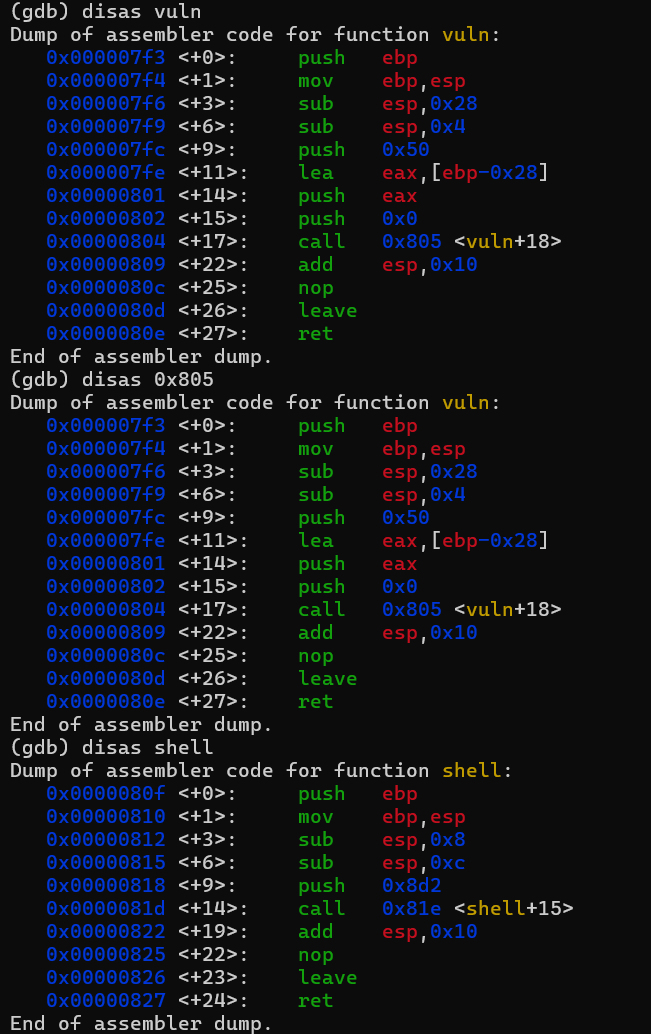 (gdb) disas vuln
Dump of assembler code for function vuln:
   0x000007f3 <+0>:     push   ebp
   0x000007f4 <+1>:     mov    ebp,esp
   0x000007f6 <+3>:     sub    esp,0x28
   0x000007f9 <+6>:     sub    esp,0x4
   0x000007fc <+9>:     push   0x50
   0x000007fe <+11>:    lea    eax,[ebp-0x28]
   0x00000801 <+14>:    push   eax
   0x00000802 <+15>:    push   0x0
   0x00000804 <+17>:    call   0x805 <vuln+18>
   0x00000809 <+22>:    add    esp,0x10
   0x0000080c <+25>:    nop
   0x0000080d <+26>:    leave
   0x0000080e <+27>:    ret
End of assembler dump.
(gdb) disas 0x805
Dump of assembler code for function vuln:
   0x000007f3 <+0>:     push   ebp
   0x000007f4 <+1>:     mov    ebp,esp
   0x000007f6 <+3>:     sub    esp,0x28
   0x000007f9 <+6>:     sub    esp,0x4
   0x000007fc <+9>:     push   0x50
   0x000007fe <+11>:    lea    eax,[ebp-0x28]
   0x00000801 <+14>:    push   eax
   0x00000802 <+15>:    push   0x0
   0x00000804 <+17>:    call   0x805 <vuln+18>
   0x00000809 <+22>:    add    esp,0x10
   0x0000080c <+25>:    nop
   0x0000080d <+26>:    leave
   0x0000080e <+27>:    ret
End of assembler dump.
(gdb) disas shell
Dump of assembler code for function shell:
   0x0000080f <+0>:     push   ebp
   0x00000810 <+1>:     mov    ebp,esp
   0x00000812 <+3>:     sub    esp,0x8
   0x00000815 <+6>:     sub    esp,0xc
   0x00000818 <+9>:     push   0x8d2
   0x0000081d <+14>:    call   0x81e <shell+15>
   0x00000822 <+19>:    add    esp,0x10
   0x00000825 <+22>:    nop
   0x00000826 <+23>:    leave
   0x00000827 <+24>:    ret
End of assembler dump.